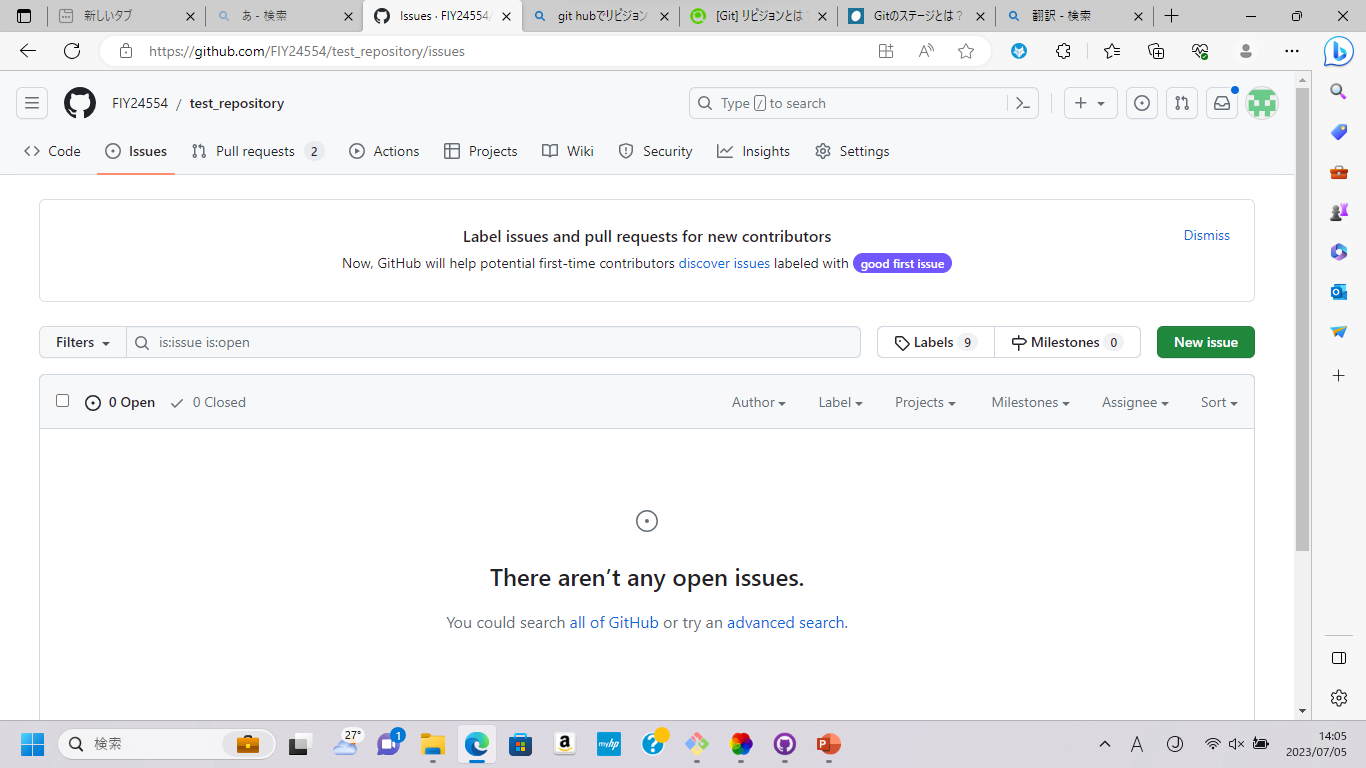 新しいタブ
あ - 検索
Issues · FIY24554/
git hubでリビジョン
[Git] リビジョンとは
Gitのステージとは？
翻訳 - 検索
https://github.com/FIY24554/test_repository/issues
FIY24554 / test_repository
Type / to search
Code
Issues
Pull requests 2
Actions
Projects
Wiki
Security
Insights
Settings
Label issues and pull requests for new contributors
Dismiss
Now, GitHub will help potential first-time contributors discover issues labeled with good first issue
Filters
is:issue is:open
Labels 9
Milestones 0
New issue
0 Open
0 Closed
Author
Label
Projects
Milestones
Assignee
Sort
There aren’t any open issues.
You could search all of GitHub or try an advanced search.
検索
27°
1
a
myhp
?
P
A
J
14:05
2023/07/05